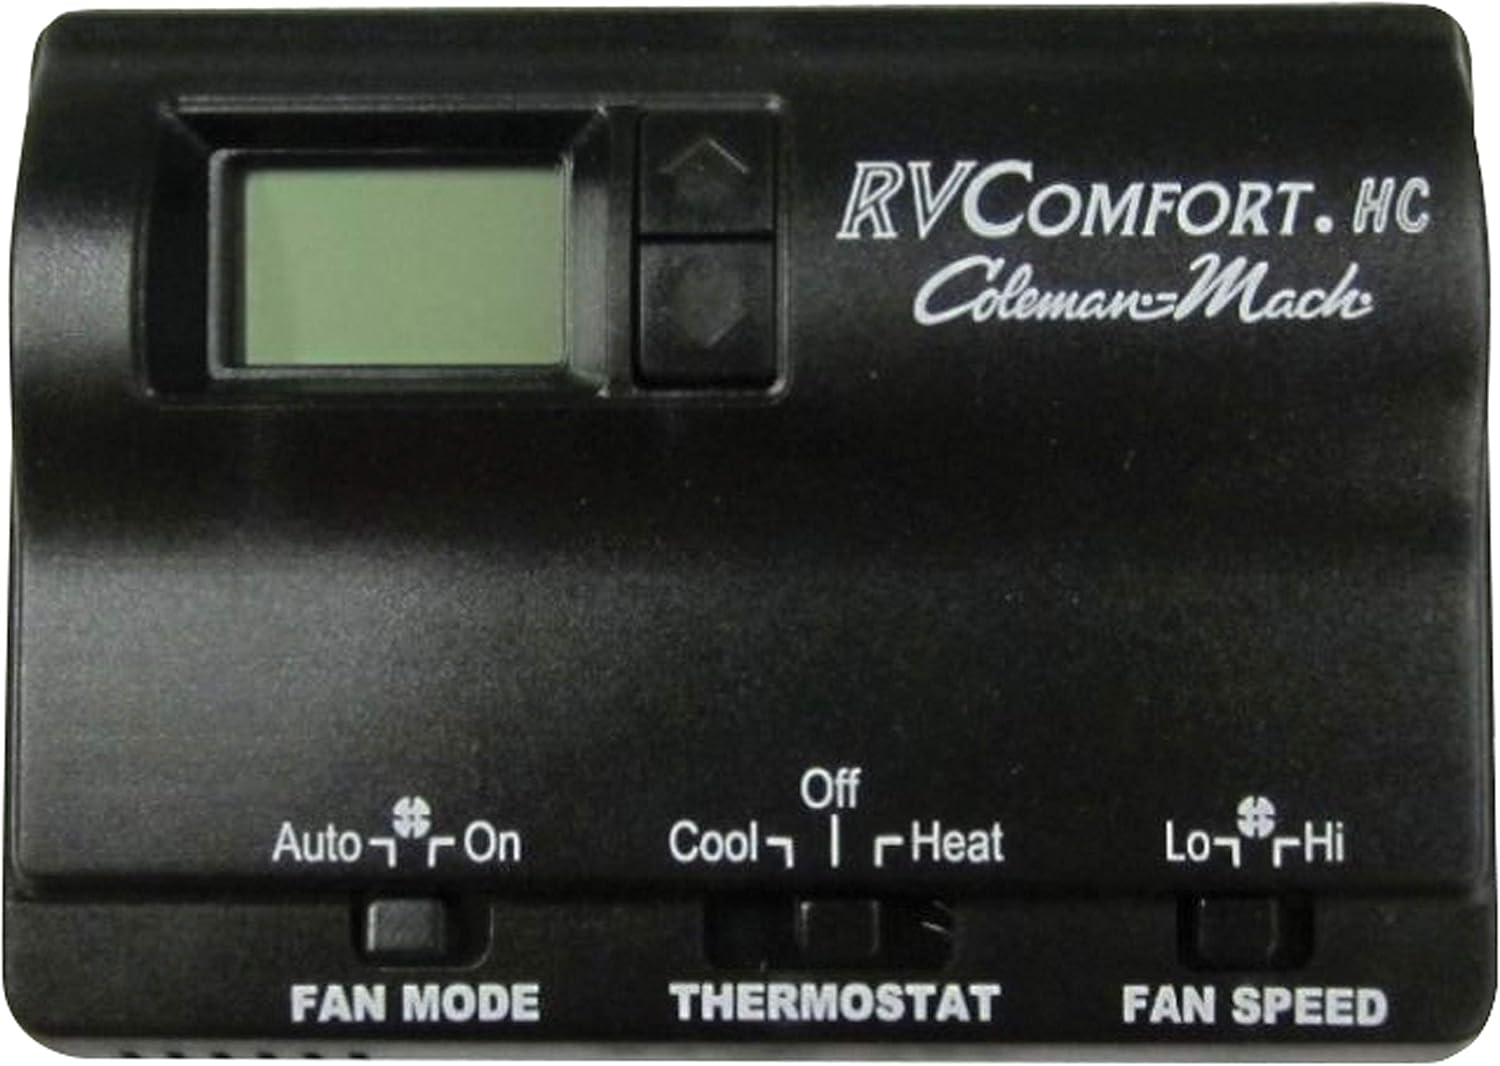 RVCOMFORT. HC
Coleman-Mach
Off
Auto On Cool Heat Lo Hi
FAN MODE THERMOSTAT FAN SPEED